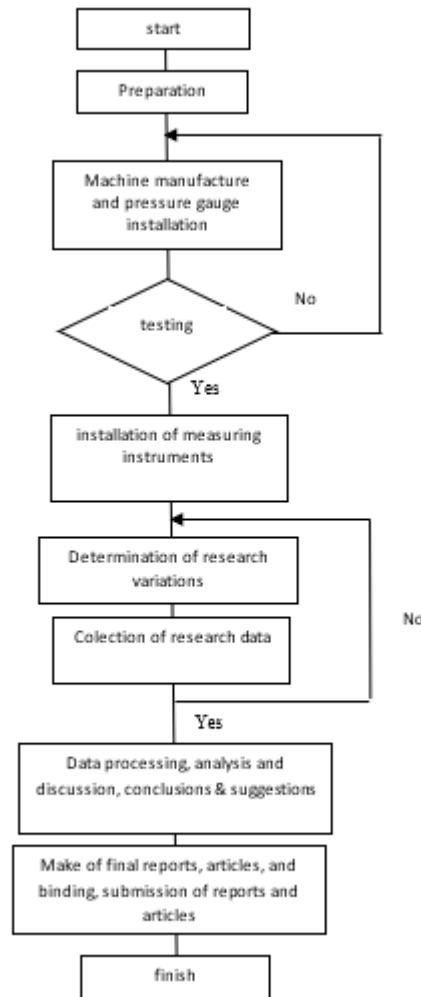 start
Preparation
Machine manufacture
and pressure gauge
installation
No
testing
Yes
installation of measuring
instruments
Determination of research
variations
No
Colection of research data
Yes
Data processing, analysis and
discussion, conclusions & suggestions
Make of final reports, articles, and
binding, submission of reports and
articles
finish